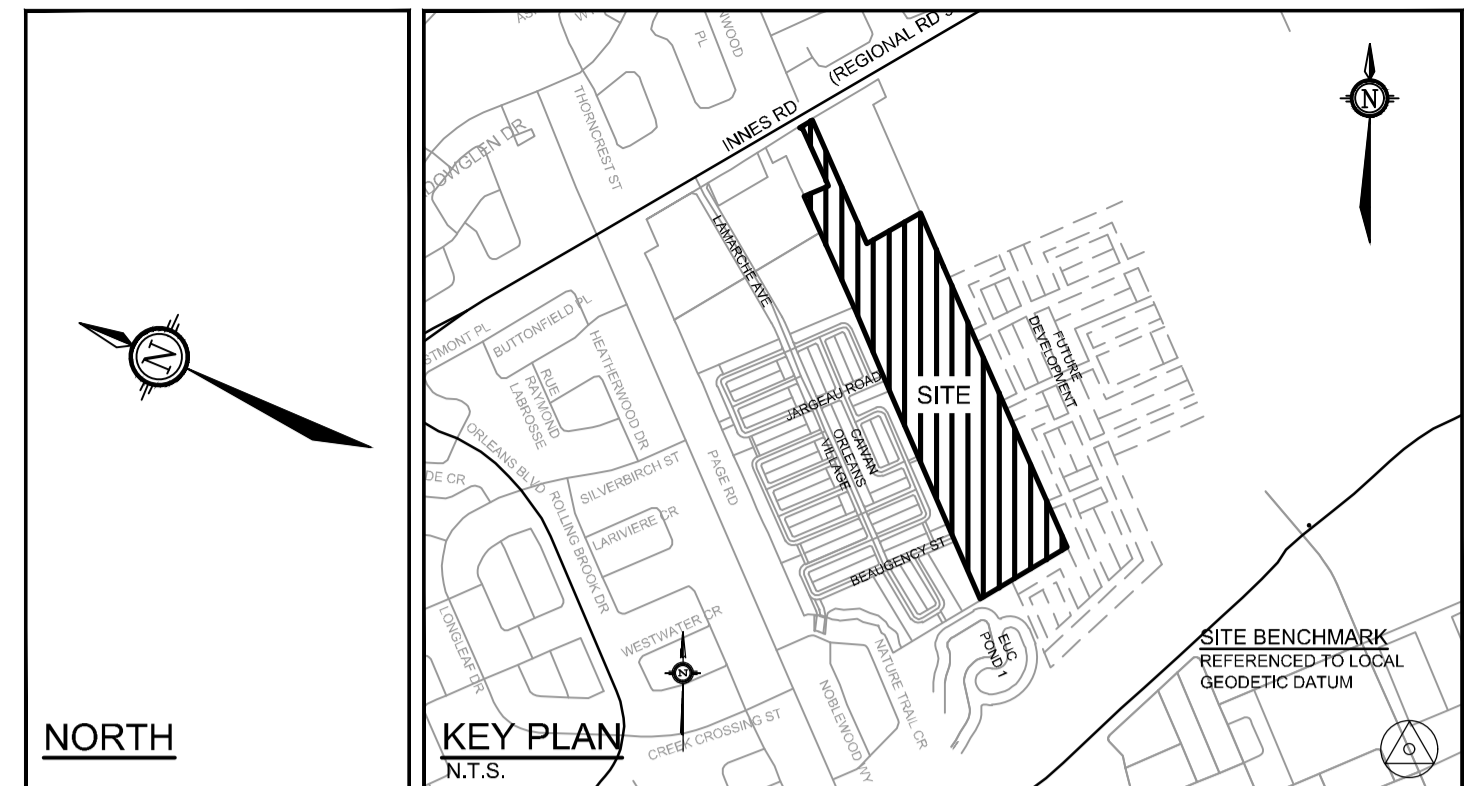 N
NORTH
WOOD
PL
THORNCREST ST
INNES RD
(REGIONAL RD
N
LAMARCHE AVE
STMONT PL
BUTTONFIELD PL
HEATHERWOOD DR
RUE
RAYMOND
LABROSSE
ORLEANS BLVD
DE CR
ROLLING BROOK DR
SILVERBIRCH ST
LARIVIERE CR
PAGE RD
JARGEAU ROAD
CAIVAN
ORLEANS
VILLAGE
BEAUGENCY ST
SITE
FUTURE
DEVELOPMENT
LONGLEAF DR
WESTWATER CR
N
CREEK CROSSING ST
NOBLEWOOD WY
NATURE TRAIL CR
EUC
POND 1
SITE BENCHMARK
REFERENCED TO LOCAL
GEODETIC DATUM
KEY PLAN
N.T.S.